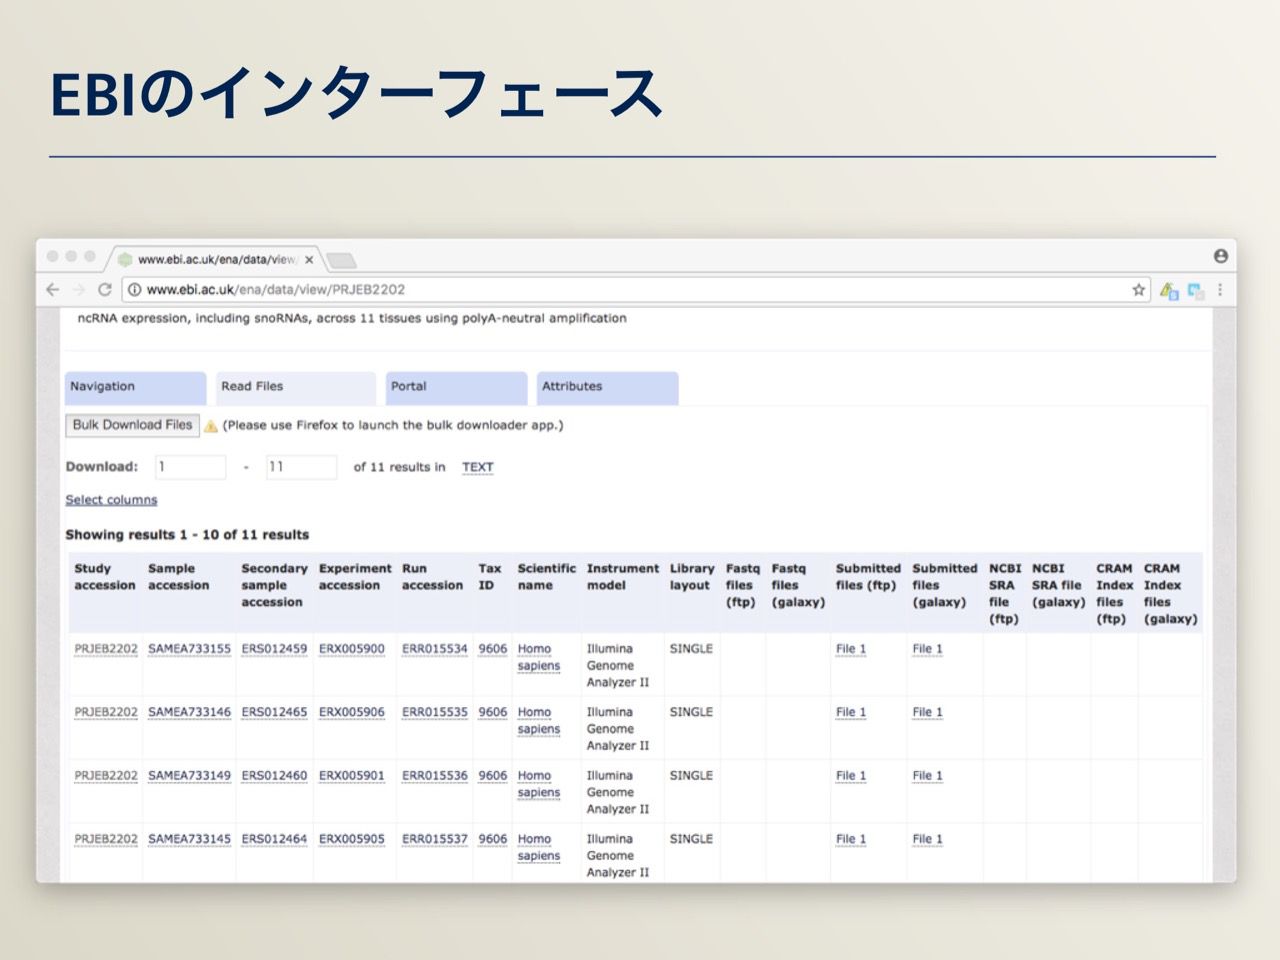 EBIのインターフェース
www.ebi.ac.uk/ena/data/view/
www.ebi.ac.uk/ena/data/view/PRJEB2202
ncRNA expression, including snoRNAs, across 11 tissues using polyA-neutral amplification
Navigation Read Files Portal Attributes
Bulk Download Files (Please use Firefox to launch the bulk downloader app.)
Download: 1 - 11 of 11 results in TEXT
Select columns
Showing results 1 - 10 of 11 results
Study Sample Secondary Experiment Run Tax Scientific Instrument Library Fastq Fastq Submitted Submitted NCBI NCBI CRAM CRAM
accession accession sample accession accession ID name model layout files files files (ftp) files SRA SRA file Index Index
accession (ftp) (galaxy) (galaxy) file (galaxy) files files
(ftp) (ftp) (galaxy)
PRJEB2202 SAMEA733155 ERS012459 ERX005900 ERR015534 9606 Homo Illumina SINGLE File 1 File 1
sapiens Genome
Analyzer II
PRJEB2202 SAMEA733146 ERS012465 ERX005906 ERR015535 9606 Homo Illumina SINGLE File 1 File 1
sapiens Genome
Analyzer II
PRJEB2202 SAMEA733149 ERS012460 ERX005901 ERR015536 9606 Homo Illumina SINGLE File 1 File 1
sapiens Genome
Analyzer II
PRJEB2202 SAMEA733145 ERS012464 ERX005905 ERR015537 9606 Homo Illumina SINGLE File 1 File 1
sapiens Genome
Analyzer II